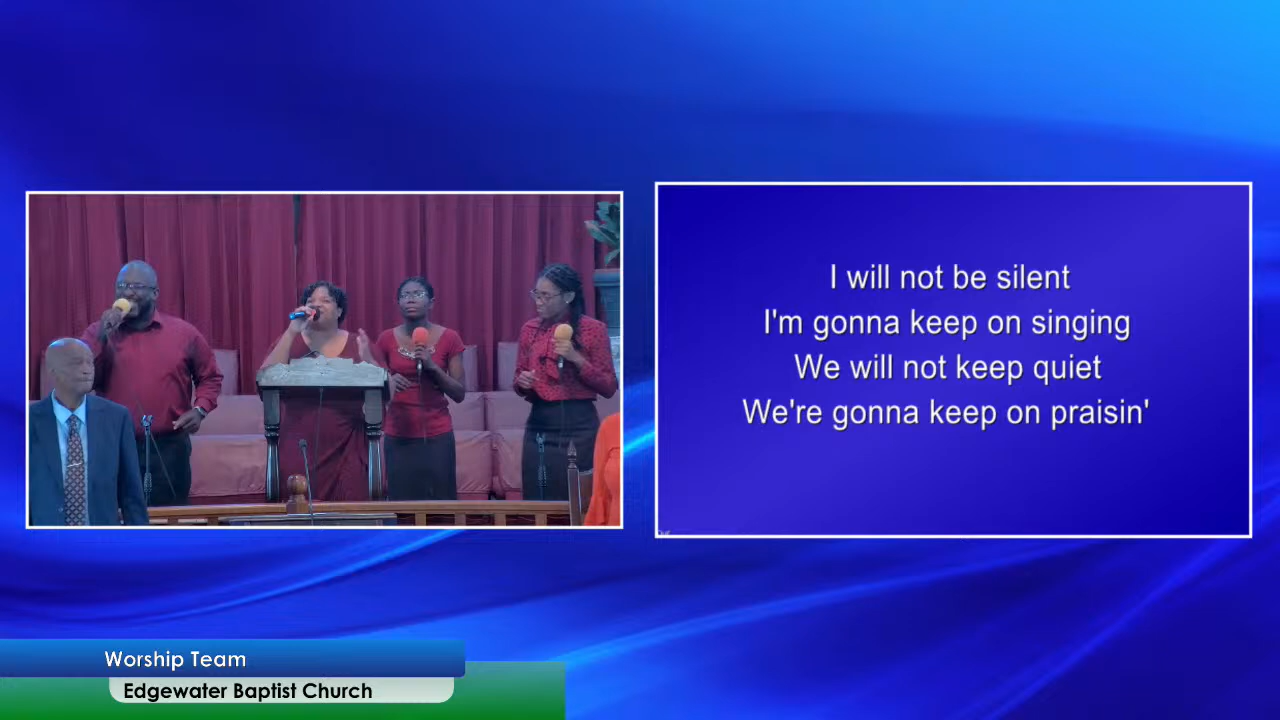 I will not be silent
I'm gonna keep on singing
We will not keep quiet
We're gonna keep on praisin'
Worship Team
Edgewater Baptist Church